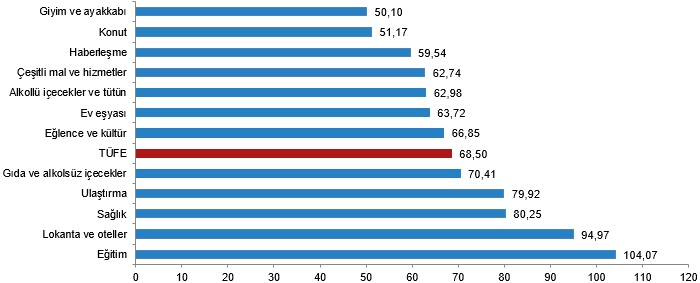 Giyim ve ayakkabı 50,10
Konut 51,17
Haberleşme 59,54
Çeşitli mal ve hizmetler 62,74
Alkollü içecekler ve tütün 62,98
Ev eşyası 63,72
Eğlence ve kültür 66,85
TÜFE 68,50
Gıda ve alkolsüz içecekler 70,41
Ulaştırma 79,92
Sağlık 80,25
Lokanta ve oteller 94,97
Eğitim 104,07
0 10 20 30 40 50 60 70 80 90 100 110 120